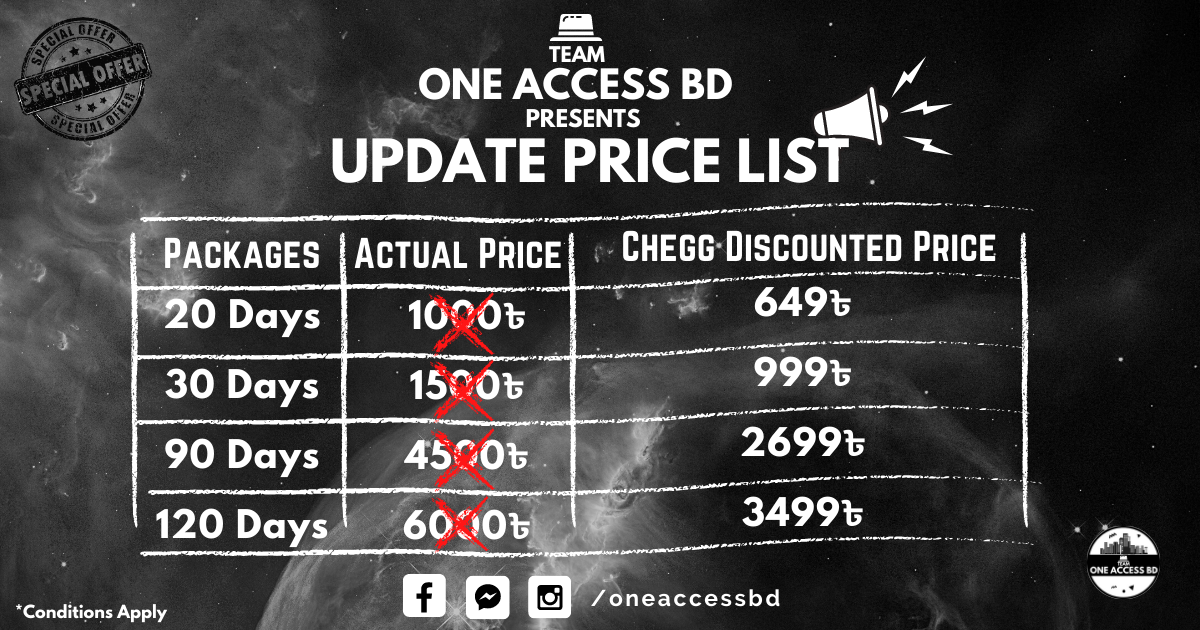 SPECIAL OFFER
SPECIAL OFFER
SPECIAL OFFER
TEAM
ONE ACCESS BD
PRESENTS
UPDATE PRICE LIST
PACKAGES ACTUAL PRICE CHEGG DISCOUNTED PRICE
20 Days 1000৳ 649৳
30 Days 1500৳ 999৳
90 Days 4500৳ 2699৳
120 Days 6000৳ 3499৳
/oneaccessbd
TEAM
ONE ACCESS BD
*Conditions Apply